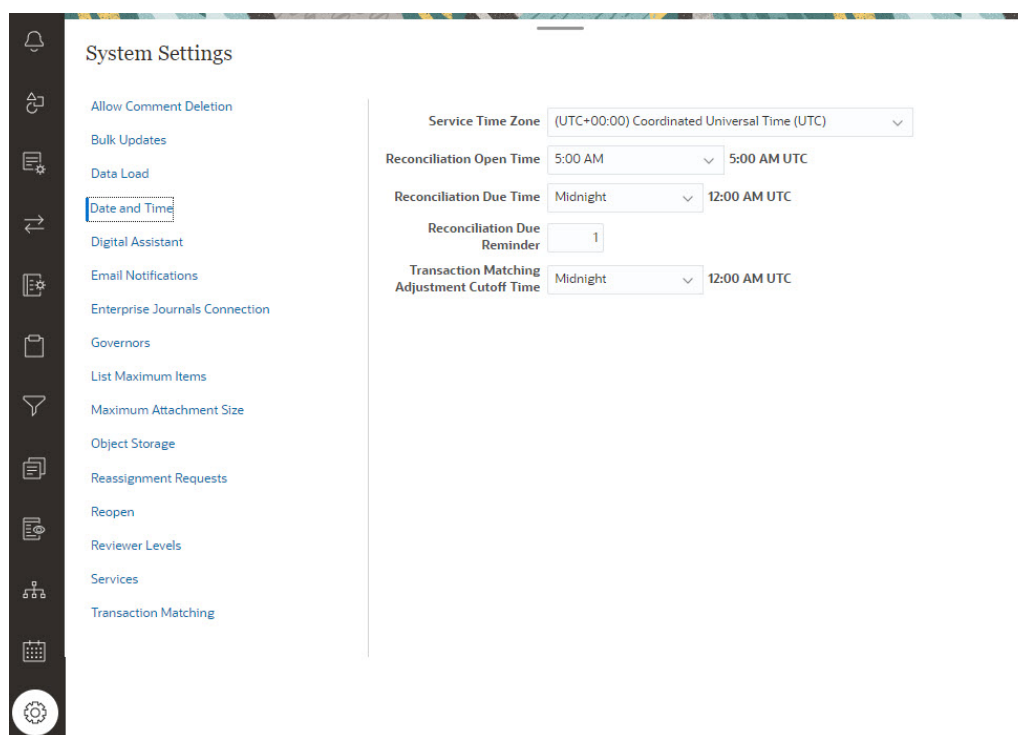 System Settings
Allow Comment Deletion
Bulk Updates
Data Load
Date and Time
Digital Assistant
Email Notifications
Enterprise Journals Connection
Governors
List Maximum Items
Maximum Attachment Size
Object Storage
Reassignment Requests
Reopen
Reviewer Levels
Services
Transaction Matching
Service Time Zone (UTC+00:00) Coordinated Universal Time (UTC)
Reconciliation Open Time 5:00 AM 5:00 AM UTC
Reconciliation Due Time Midnight 12:00 AM UTC
Reconciliation Due
Reminder 1
Transaction Matching
Adjustment Cutoff Time Midnight 12:00 AM UTC